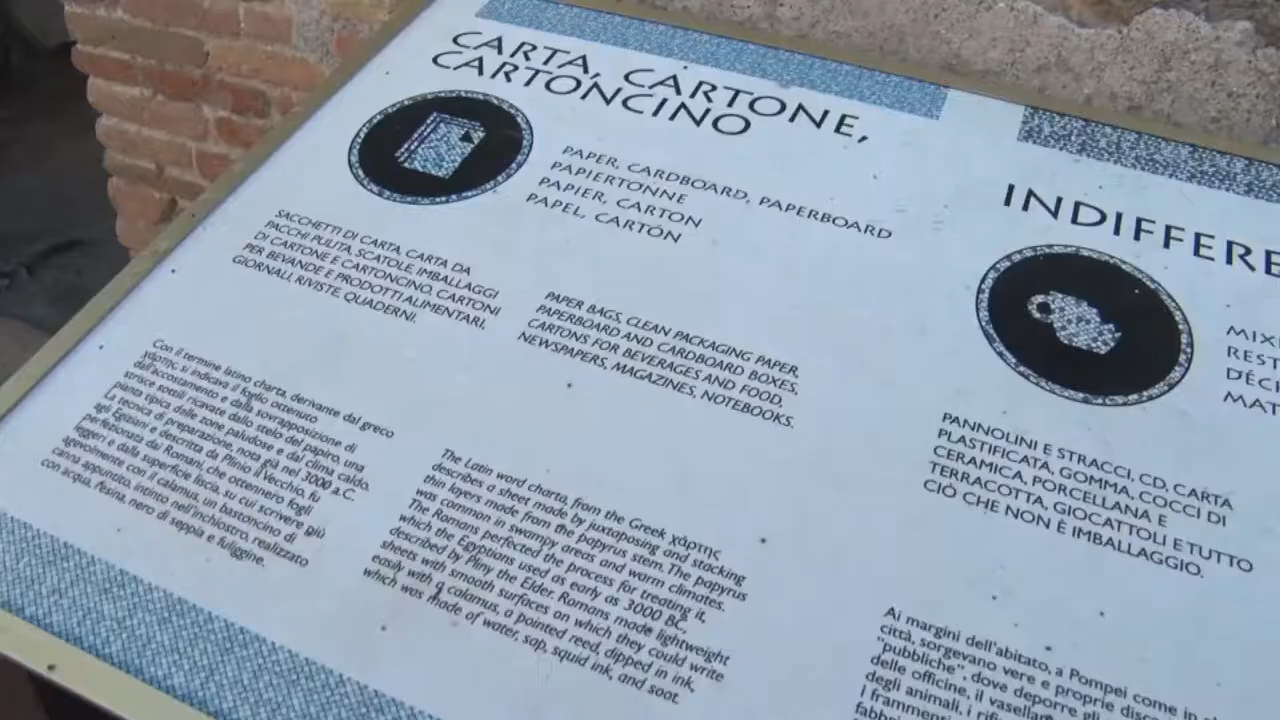 CARTA, CARTONE,
CARTONCINO
PAPER, CARDBOARD, PAPERBOARD
PAPIERTONNE
PAPIER, CARTON
PAPEL, CARTÓN
SACCHETTI DI CARTA, CARTA DA
PACCHI PULITA, SCATOLE, IMBALLAGGI
DI CARTONE E CARTONCINO, CARTONI
PER BEVANDE E PRODOTTI ALIMENTARI,
GIORNALI, RIVISTE, QUADERNI.
PAPER BAGS, CLEAN PACKAGING PAPER,
PAPERBOARD AND CARDBOARD BOXES,
CARTONS FOR BEVERAGES AND FOOD,
NEWSPAPERS, MAGAZINES, NOTEBOOKS.
Con il termine latino charta, derivante dal greco
χάρτης, si indicava il foglio ottenuto
dall'accostamento e dalla sovrapposizione di
strisce sottili ricavate dallo stelo del papiro, una
pianta tipica delle zone paludose e dal clima caldo.
La tecnica di preparazione, nota già nel 3000 a.C.
agli Egiziani e descritta da Plinio il Vecchio, fu
perfezionata dai Romani, che ottennero fogli
leggeri e dalla superficie liscia, su cui scrivere più
agevolmente con il calamus, un bastoncino di
canna appuntito, intinto nell'inchiostro, realizzato
con acqua, resina, nero di seppia e fuliggine.
The Latin word charta, from the Greek χάρτης
describes a sheet made by juxtaposing and stacking
thin layers made from the papyrus stem. The papyrus
was common in swampy areas and warm climates.
The Romans perfected the process for treating it,
which the Egyptians used as early as 3000 BC,
described by Pliny the Elder. Romans made lightweight
sheets with smooth surfaces on which they could write
easily with a calamus, a pointed reed, dipped in ink,
which was made of water, sap, squid ink, and soot.
INDIFFERE
MIX
REST
DÉCH
MAT
PANNOLINI E STRACCI, CD, CARTA
PLASTIFICATA, GOMMA, COCCI DI
CERAMICA, PORCELLANA E
TERRACOTTA, GIOCATTOLI E TUTTO
CIÒ CHE NON È IMBALLAGGIO.
Ai margini dell'abitato, a Pompei come in
città, sorgevano vere e proprie
"pubbliche", dove deporre gli
delle officine, il
degli animali, i
I frammenti